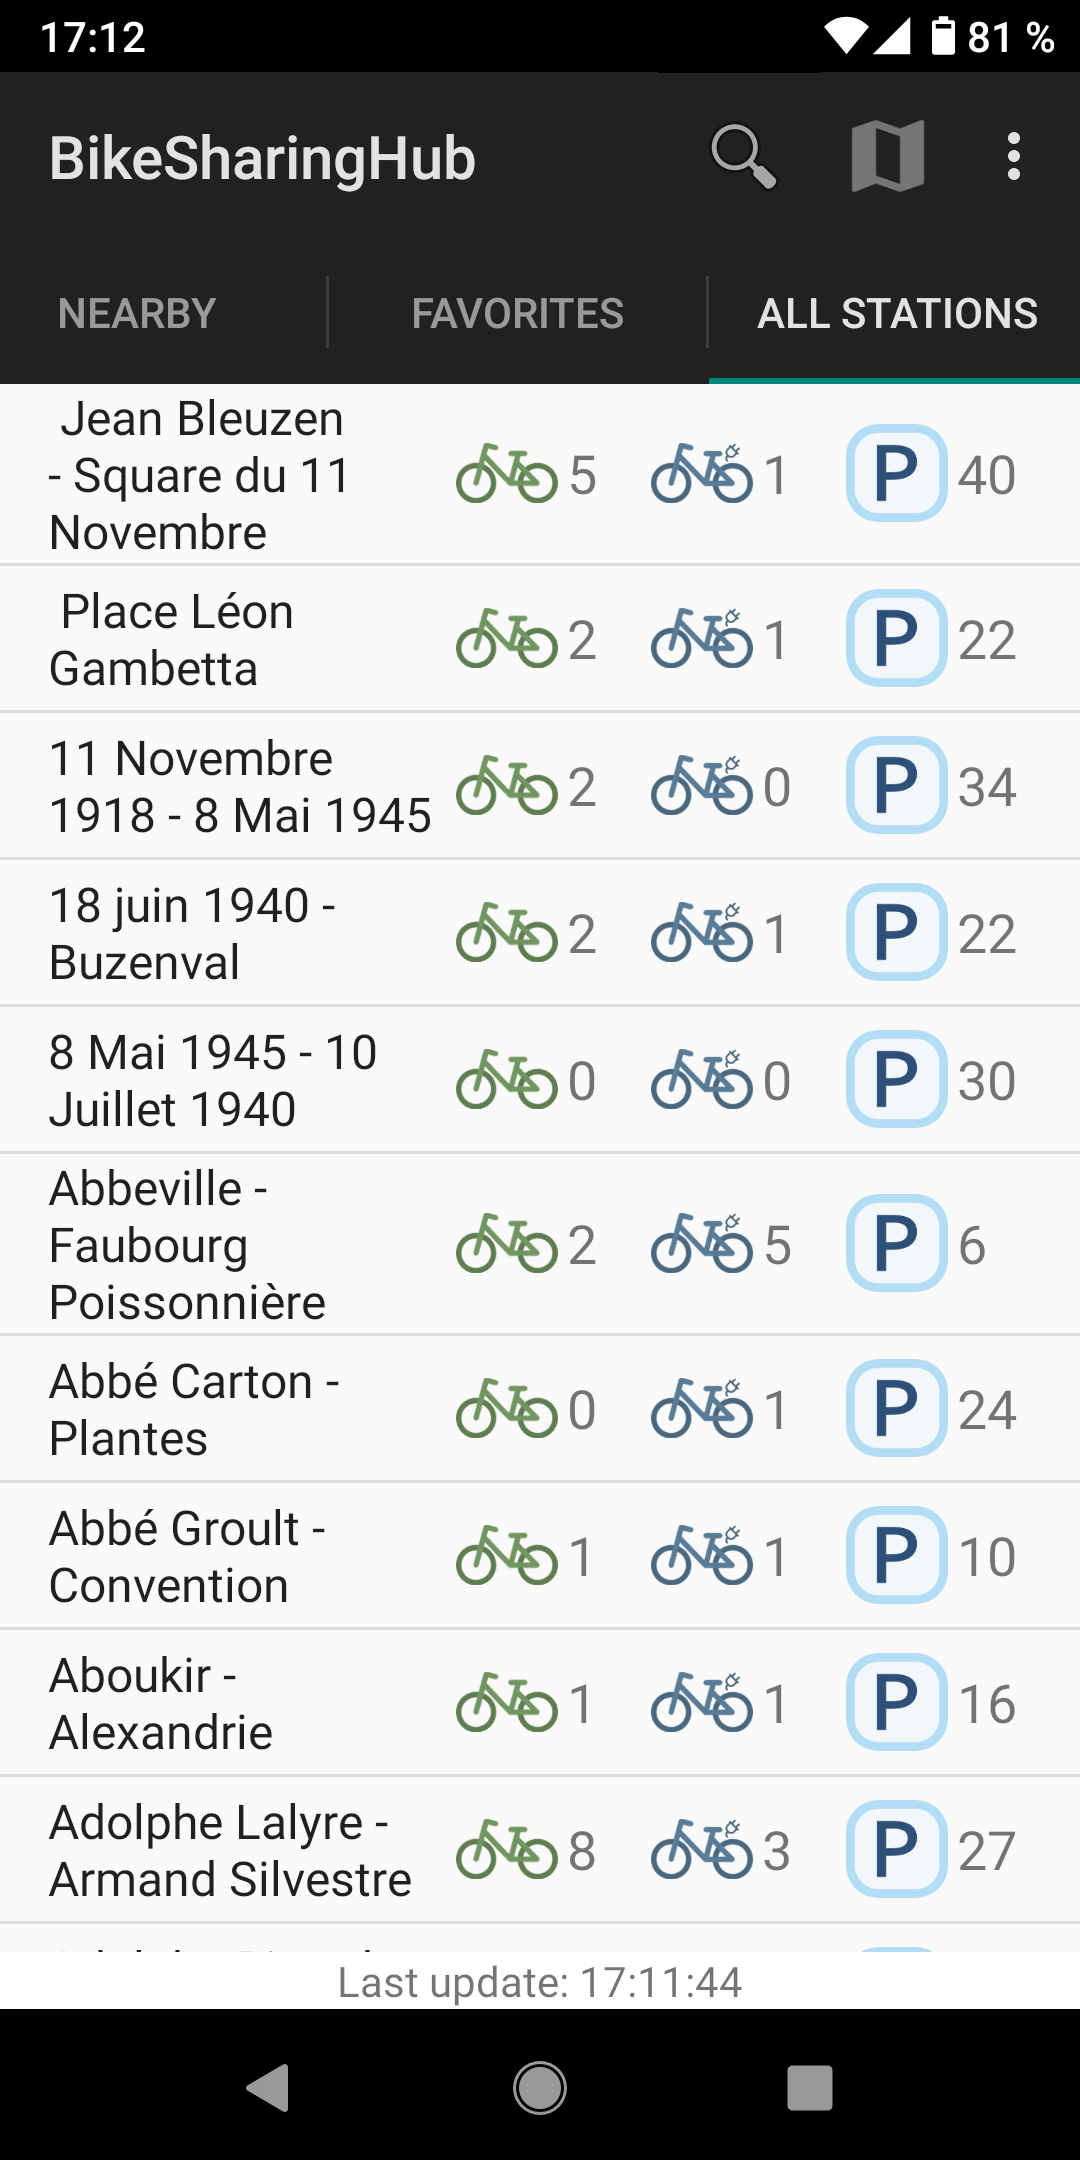 17:12 81 %
BikeSharingHub
NEARBY FAVORITES ALL STATIONS
Jean Bleuzen
- Square du 11
Novembre
5 1 P 40
Place Léon
Gambetta
2 1 P 22
11 Novembre
1918 - 8 Mai 1945
2 0 P 34
18 juin 1940 -
Buzenval
2 1 P 22
8 Mai 1945 - 10
Juillet 1940
0 0 P 30
Abbeville -
Faubourg
Poissonnière
2 5 P 6
Abbé Carton -
Plantes
0 1 P 24
Abbé Groult -
Convention
1 1 P 10
Aboukir -
Alexandrie
1 1 P 16
Adolphe Lalyre -
Armand Silvestre
8 3 P 27
Last update: 17:11:44